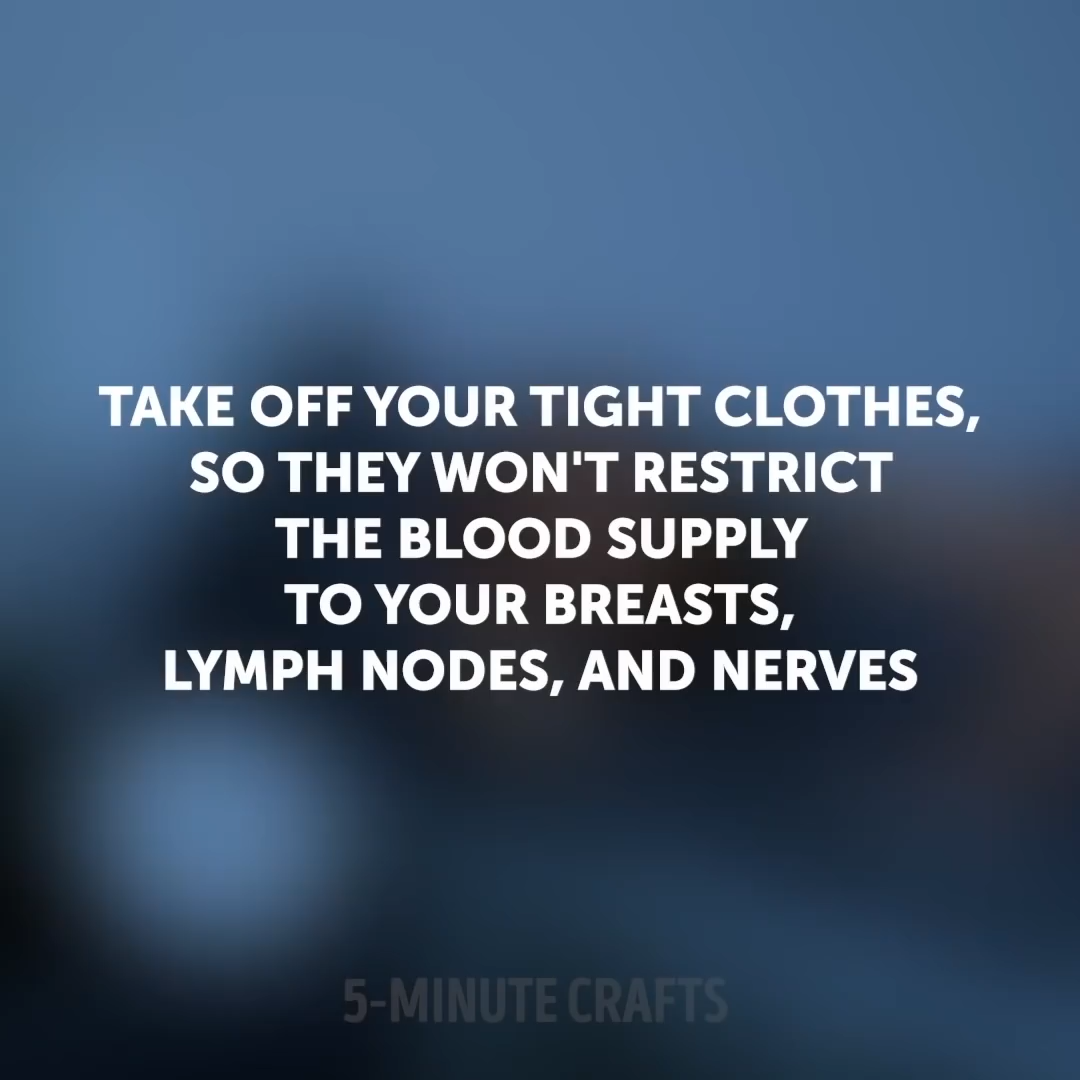 TAKE OFF YOUR TIGHT CLOTHES,
SO THEY WON'T RESTRICT
THE BLOOD SUPPLY
TO YOUR BREASTS,
LYMPH NODES, AND NERVES
5-MINUTE CRAFTS